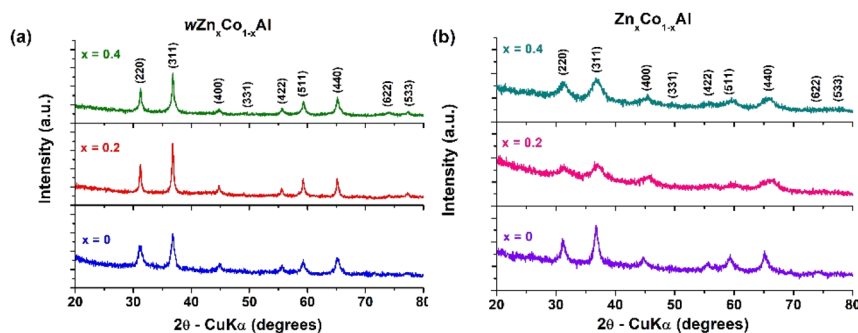 (a)
wZnₓCo₁₋ₓAl
x = 0.4
(220)
(311)
(400)
(331)
(422)
(511)
(440)
(622)
(533)
x = 0.2
x = 0
Intensity (a.u.)
20 30 40 50 60 70 80
2θ - CuKα (degrees)
(b)
ZnₓCo₁₋ₓAl
x = 0.4
(220)
(311)
(400)
(331)
(422)
(511)
(440)
(622)
(533)
x = 0.2
x = 0
Intensity (a.u.)
20 30 40 50 60 70 80
2θ - CuKα (degrees)